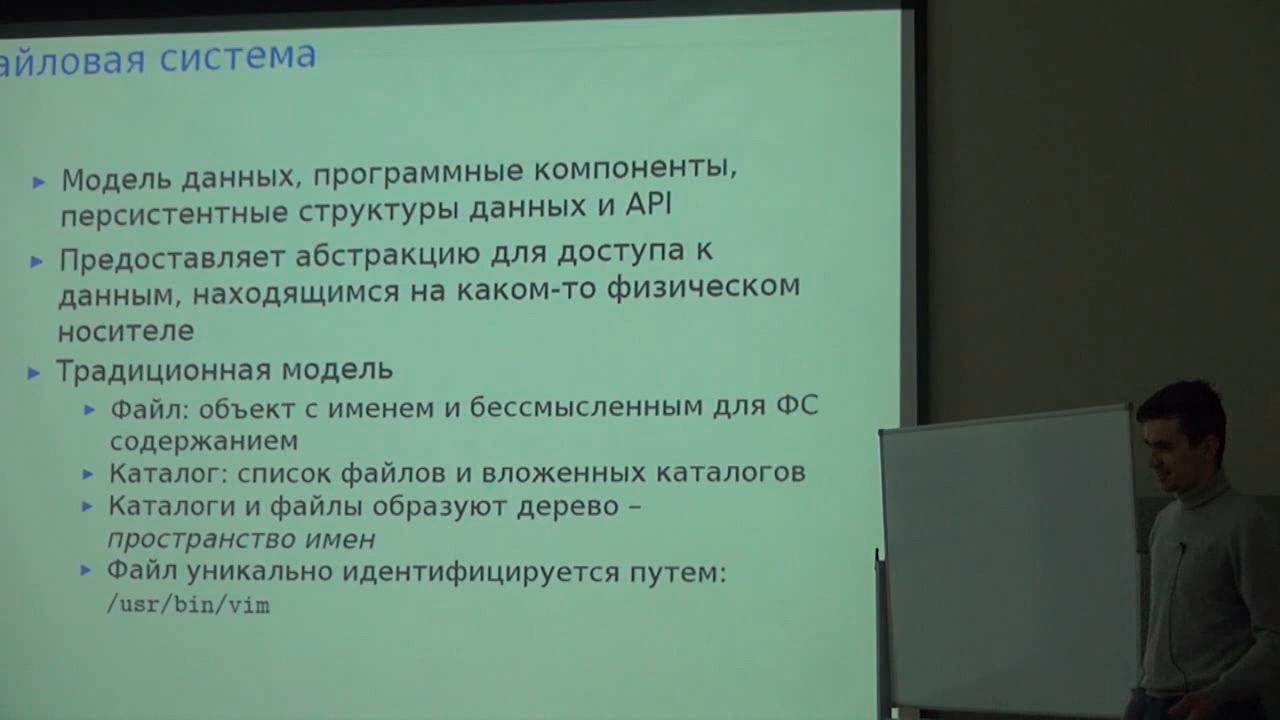 айловая система
Модель данных, программные компоненты,
персистентные структуры данных и API
Предоставляет абстракцию для доступа к
данным, находящимся на каком-то физическом
носителе
Традиционная модель
Файл: объект с именем и бессмысленным для ФС
содержанием
Каталог: список файлов и вложенных каталогов
Каталоги и файлы образуют дерево –
пространство имен
Файл уникально идентифицируется путем:
/usr/bin/vim